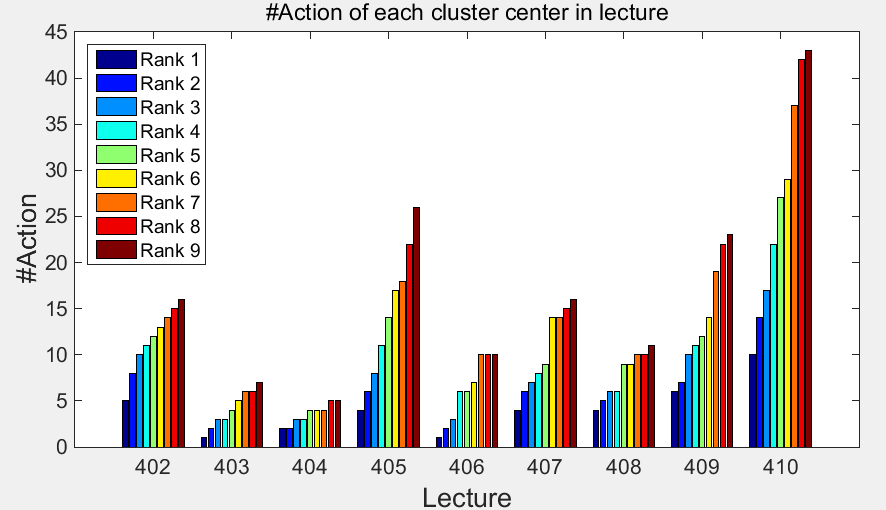 #Action of each cluster center in lecture
45
40
35
30
25
20
15
10
5
0
#Action
Rank 1
Rank 2
Rank 3
Rank 4
Rank 5
Rank 6
Rank 7
Rank 8
Rank 9
402 403 404 405 406 407 408 409 410
Lecture